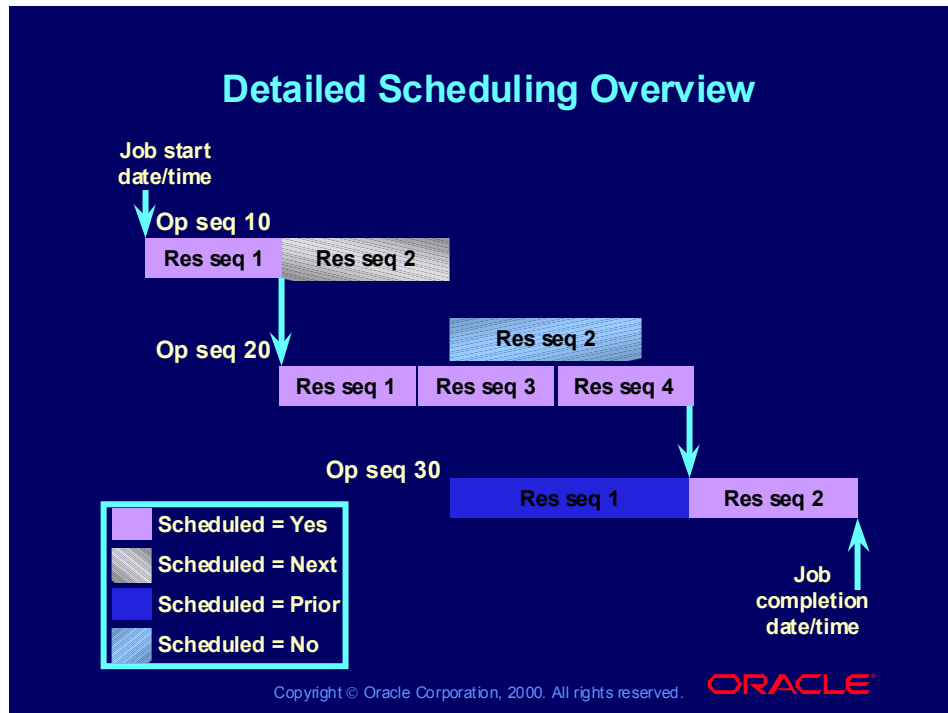 Detailed Scheduling Overview
Job start
date/time
Op seq 10
Res seq 1
Res seq 2
Res seq 2
Op seq 20
Res seq 1
Res seq 3
Res seq 4
Op seq 30
Res seq 1
Res seq 2
Scheduled = Yes
Scheduled = Next
Scheduled = Prior
Scheduled = No
Job
completion
date/time
Copyright © Oracle Corporation, 2000. All rights reserved.
ORACLE®